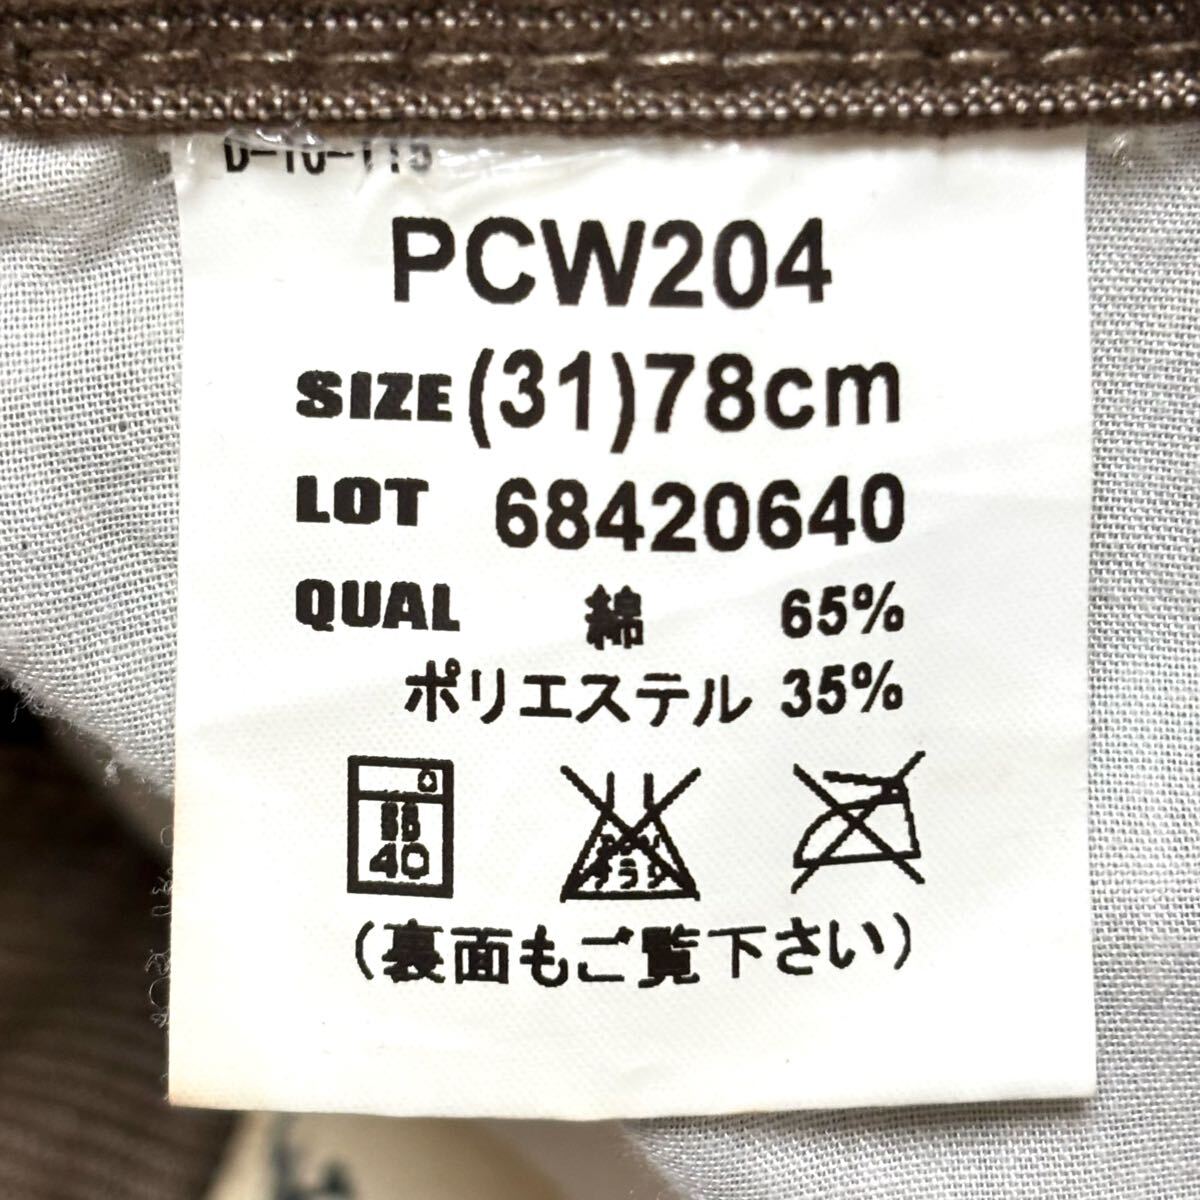 PCW204
SIZE (31)78cm
LOT 68420640
QUAL 綿 65%
ポリエステル 35%
40
(裏面もご覧下さい)